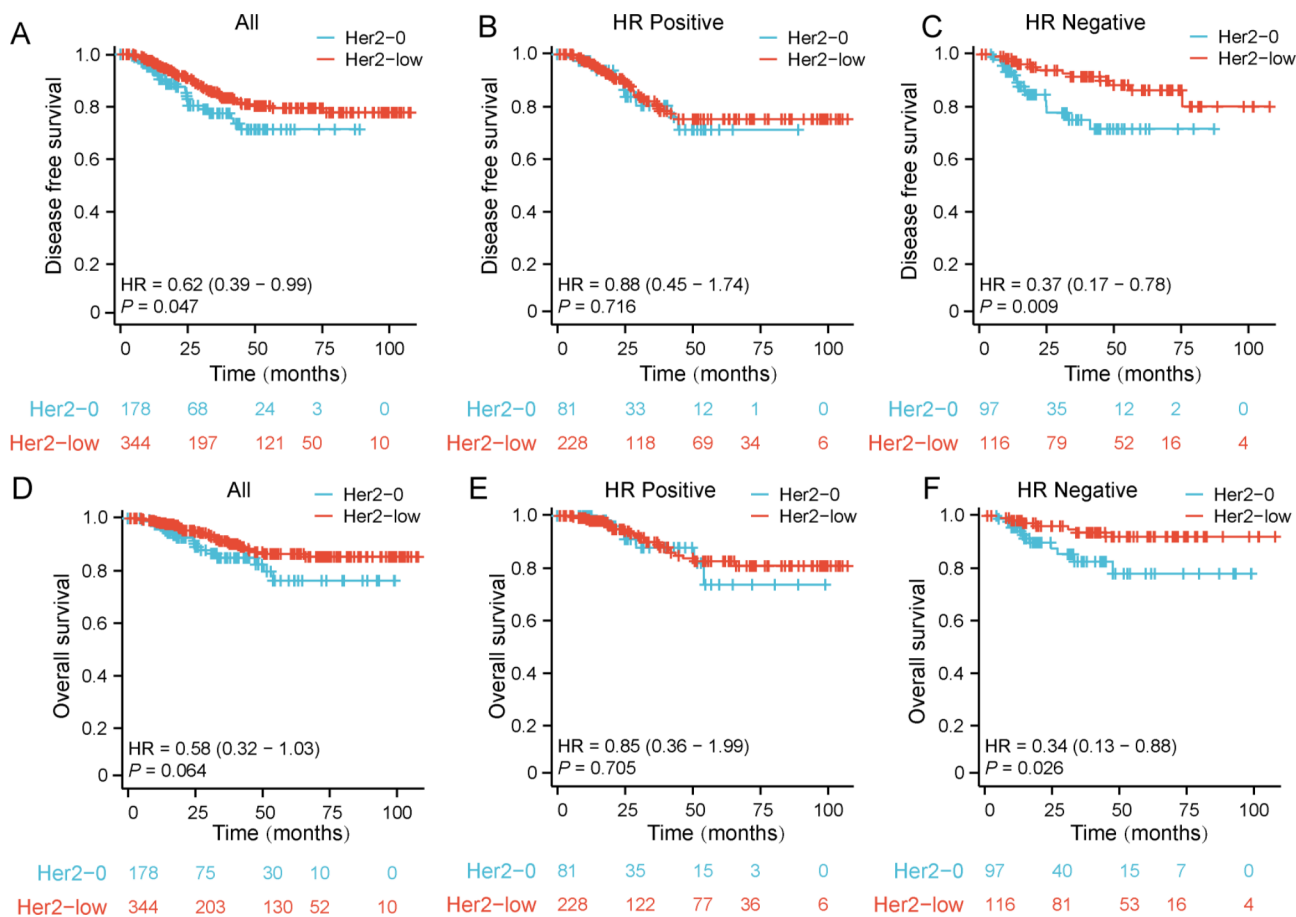 A
All
Her2-0
Her2-low
Disease free survival
1.0
0.8
0.6
0.4
0.2
0
HR = 0.62 (0.39 − 0.99)
P = 0.047
0 25 50 75 100
Time (months)
Her2-0 178 68 24 3 0
Her2-low 344 197 121 50 10
B
HR Positive
Her2-0
Her2-low
Disease free survival
1.0
0.8
0.6
0.4
0.2
0
HR = 0.88 (0.45 − 1.74)
P = 0.716
0 25 50 75 100
Time (months)
Her2-0 81 33 12 1 0
Her2-low 228 118 69 34 6
C
HR Negative
Her2-0
Her2-low
Disease free survival
1.0
0.8
0.6
0.4
0.2
0
HR = 0.37 (0.17 − 0.78)
P = 0.009
0 25 50 75 100
Time (months)
Her2-0 97 35 12 2 0
Her2-low 116 79 52 16 4
D
All
Her2-0
Her2-low
Overall survival
1.0
0.8
0.6
0.4
0.2
0
HR = 0.58 (0.32 − 1.03)
P = 0.064
0 25 50 75 100
Time (months)
Her2-0 178 75 30 10 0
Her2-low 344 203 130 52 10
E
HR Positive
Her2-0
Her2-low
Overall survival
1.0
0.8
0.6
0.4
0.2
0
HR = 0.85 (0.36 − 1.99)
P = 0.705
0 25 50 75 100
Time (months)
Her2-0 81 35 15 3 0
Her2-low 228 122 77 36 6
F
HR Negative
Her2-0
Her2-low
Overall survival
1.0
0.8
0.6
0.4
0.2
0
HR = 0.34 (0.13 − 0.88)
P = 0.026
0 25 50 75 100
Time (months)
Her2-0 97 40 15 7 0
Her2-low 116 81 53 16 4